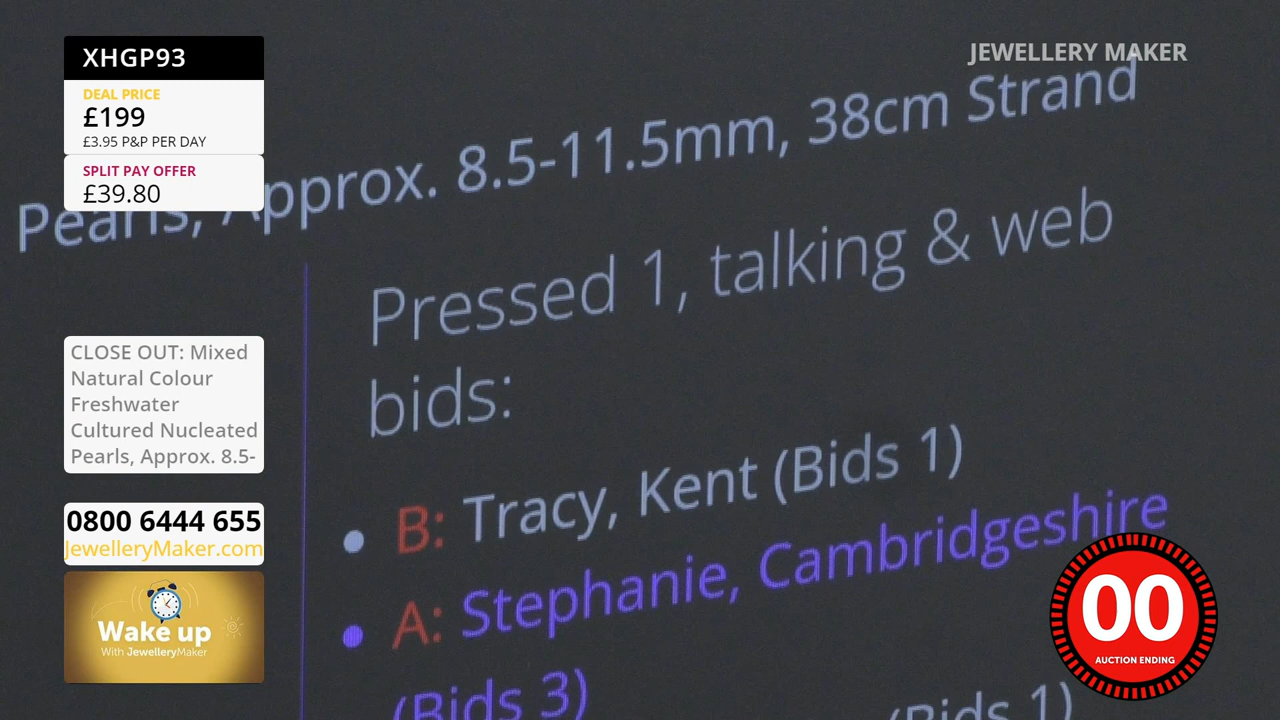 XHGP93
DEAL PRICE
£199
£3.95 P&P PER DAY
SPLIT PAY OFFER
£39.80
JEWELLERY MAKER
Pearls, Approx. 8.5-11.5mm, 38cm Strand
Pressed 1, talking & web
bids:
• B: Tracy, Kent (Bids 1)
• A: Stephanie, Cambridgeshire
(Bids 3)
(Bids 1)
CLOSE OUT: Mixed
Natural Colour
Freshwater
Cultured Nucleated
Pearls, Approx. 8.5-
0800 6444 655
JewelleryMaker.com
Wake up
With JewelleryMaker
00
AUCTION ENDING